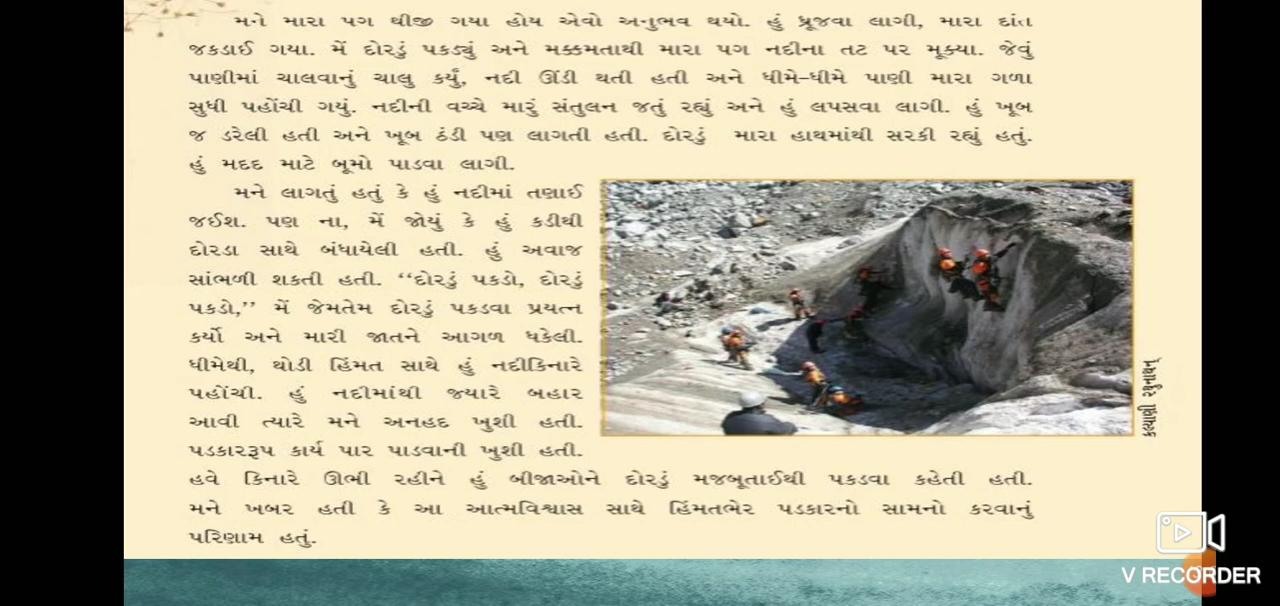 મને મારા પગ થીજી ગયા હોય એવો અનુભવ થયો. હું ધ્રૂજવા લાગી, મારા દાંત
જકડાઈ ગયા. મેં દોરડું પકડ્યું અને મક્કમતાથી મારા પગ નદીના તટ પર મૂક્યા. જેવું
પાણીમાં ચાલવાનું ચાલુ કર્યું, નદી ઊંડી થતી હતી અને ધીમે-ધીમે પાણી મારા ગળા
સુધી પહોંચી ગયું. નદીની વચ્ચે મારું સંતુલન જતું રહ્યું અને હું લપસવા લાગી. હું ખૂબ
જ ડરેલી હતી અને ખૂબ ઠંડી પણ લાગતી હતી. દોરડું મારા હાથમાંથી સરકી રહ્યું હતું.
હું મદદ માટે બૂમો પાડવા લાગી.
મને લાગતું હતું કે હું નદીમાં તણાઈ
જઈશ. પણ ના, મેં જોયું કે હું કડીથી
દોરડા સાથે બંધાયેલી હતી. હું અવાજ
સાંભળી શકતી હતી. “દોરડું પકડો, દોરડું
પકડો,” મેં જેમતેમ દોરડું પકડવા પ્રયત્ન
કર્યો અને મારી જાતને આગળ ધકેલી.
ધીમેથી, થોડી હિંમત સાથે હું નદીકિનારે
પહોંચી. હું નદીમાંથી જ્યારે બહાર
આવી ત્યારે મને અનહદ ખુશી હતી.
પડકારરૂપ કાર્ય પાર પાડવાની ખુશી હતી.
હવે કિનારે ઊભી રહીને હું બીજાઓને દોરડું મજબૂતાઈથી પકડવા કહેતી હતી.
મને ખબર હતી કે આ આત્મવિશ્વાસ સાથે હિંમતભેર પડકારનો સામનો કરવાનું
પરિણામ હતું.
V RECORDER